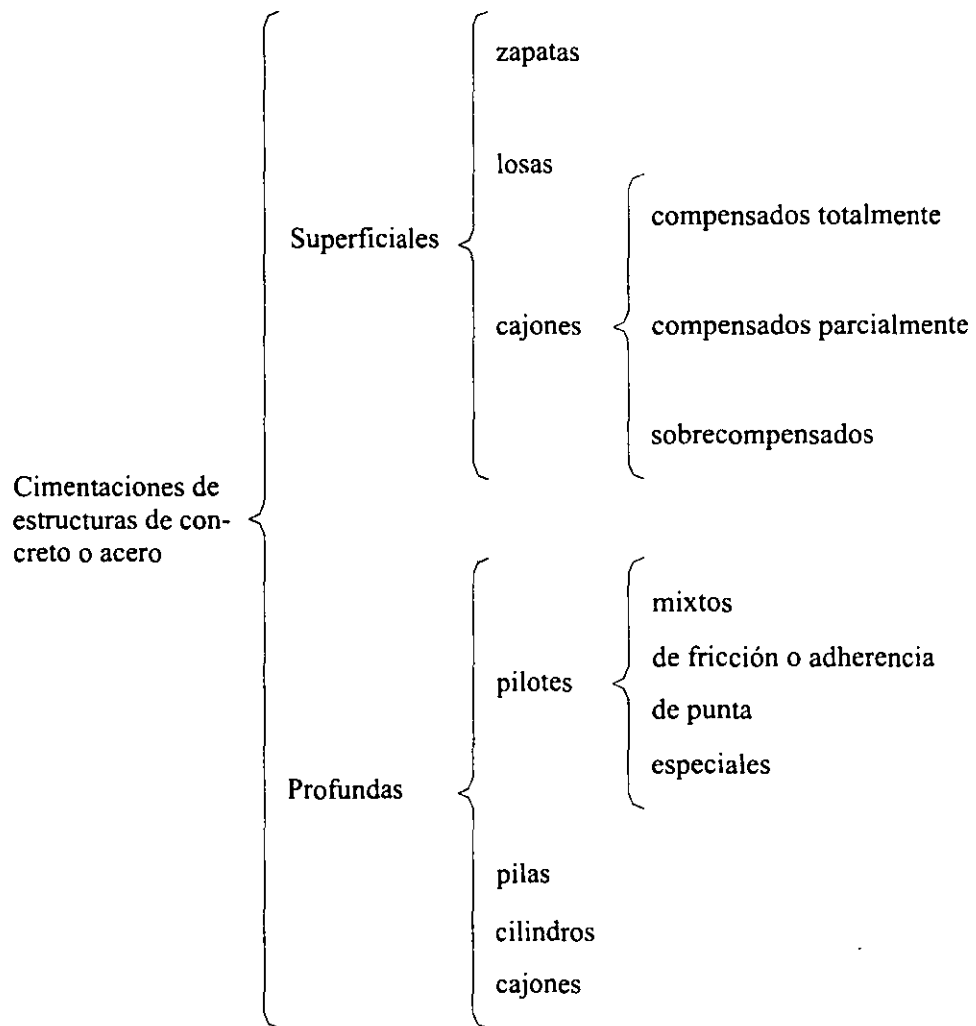 Cimentaciones de
estructuras de con-
creto o acero
Superficiales
zapatas
losas
cajones
compensados totalmente
compensados parcialmente
sobrecompensados
Profundas
pilotes
mixtos
de fricción o adherencia
de punta
especiales
pilas
cilindros
cajones